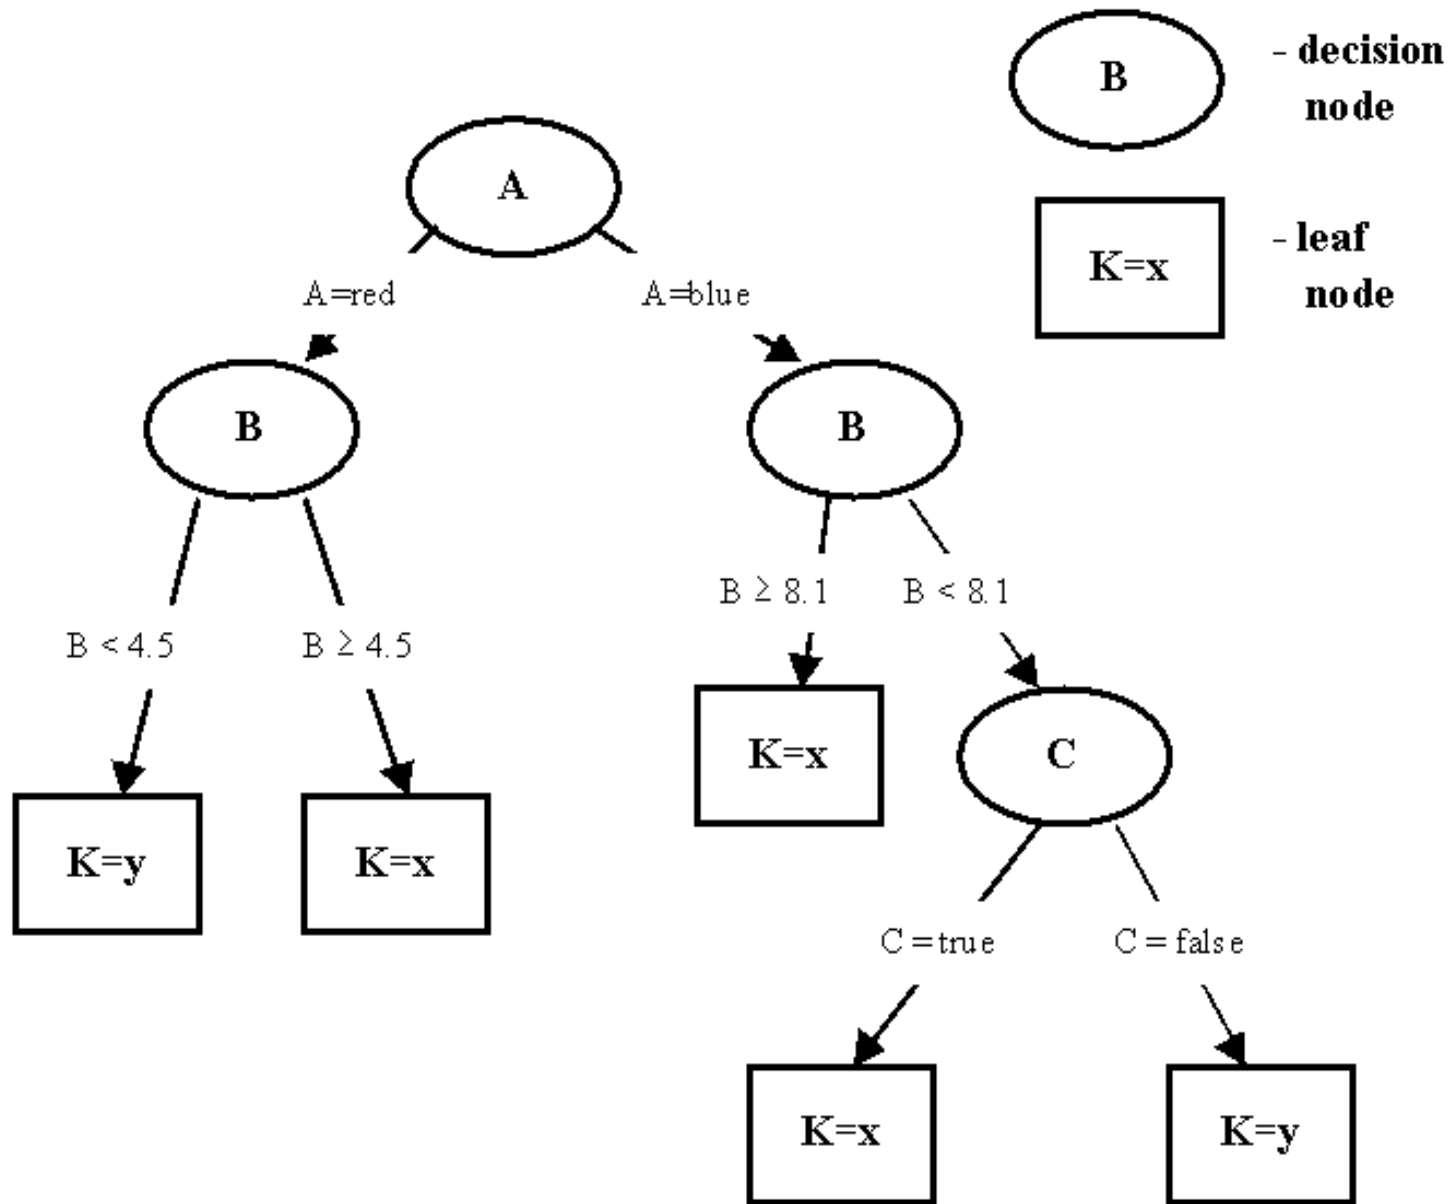 B
- decision
node
A
K=x
- leaf
node
A=red
A=blue
B
B
B ≥ 8.1
B < 8.1
B < 4.5
B ≥ 4.5
K=x
C
K=y
K=x
C=true
C= false
K=x
K=y